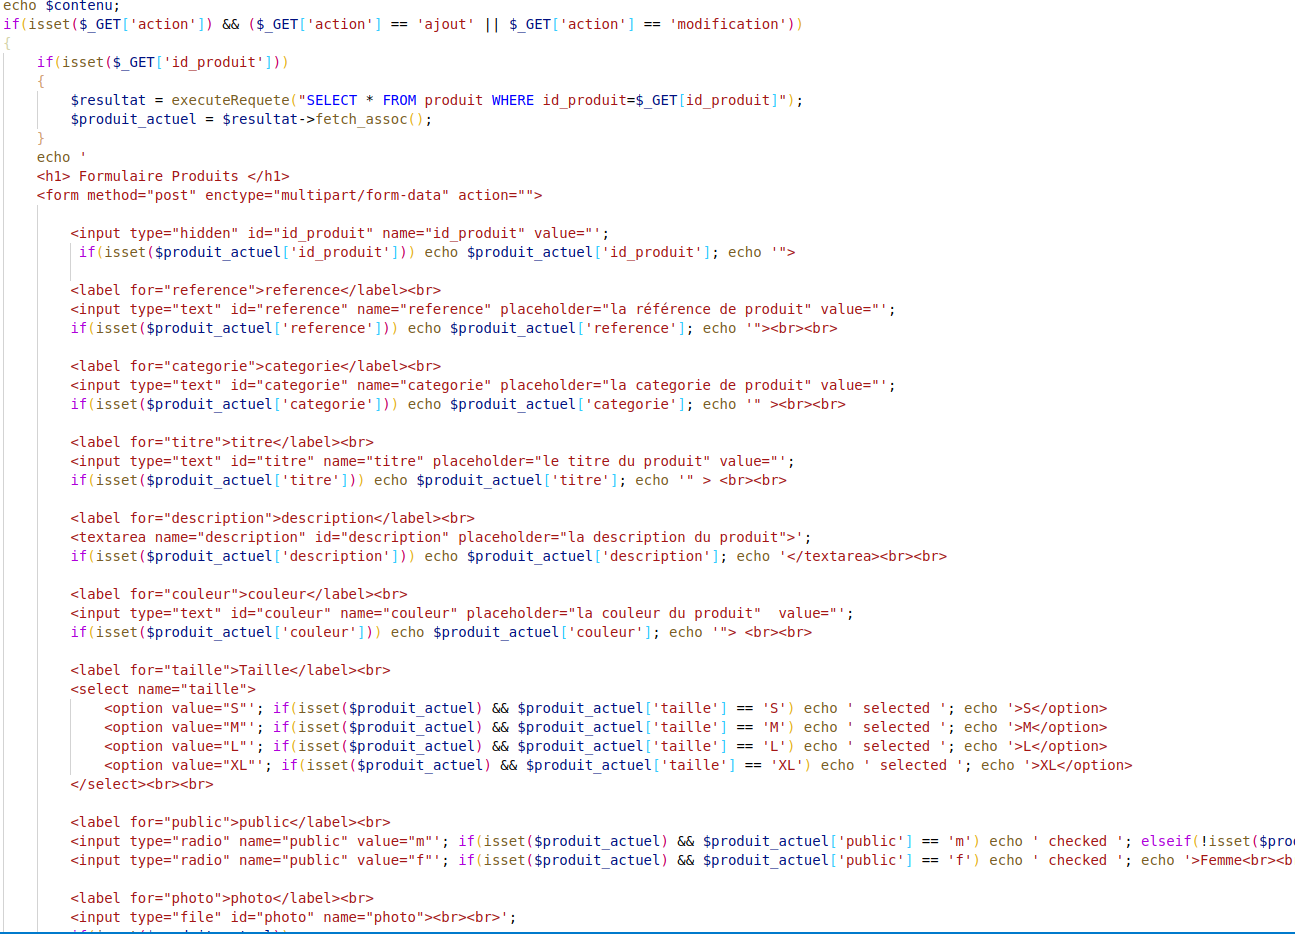 echo $contenu;
if(isset($_GET['action']) && ($_GET['action'] == 'ajout' || $_GET['action'] == 'modification'))
{
if(isset($_GET['id_produit']))
{
$resultat = executeRequete("SELECT * FROM produit WHERE id_produit=$_GET[id_produit]");
$produit_actuel = $resultat->fetch_assoc();
}
echo '
<h1> Formulaire Produits </h1>
<form method="post" enctype="multipart/form-data" action="">
<input type="hidden" id="id_produit" name="id_produit" value="';
if(isset($produit_actuel['id_produit'])) echo $produit_actuel['id_produit']; echo '">
<label for="reference">reference</label><br>
<input type="text" id="reference" name="reference" placeholder="la référence de produit" value="';
if(isset($produit_actuel['reference'])) echo $produit_actuel['reference']; echo '"><br><br>
<label for="categorie">categorie</label><br>
<input type="text" id="categorie" name="categorie" placeholder="la categorie de produit" value="';
if(isset($produit_actuel['categorie'])) echo $produit_actuel['categorie']; echo '" ><br><br>
<label for="titre">titre</label><br>
<input type="text" id="titre" name="titre" placeholder="le titre du produit" value="';
if(isset($produit_actuel['titre'])) echo $produit_actuel['titre']; echo '" > <br><br>
<label for="description">description</label><br>
<textarea name="description" id="description" placeholder="la description du produit">';
if(isset($produit_actuel['description'])) echo $produit_actuel['description']; echo '</textarea><br><br>
<label for="couleur">couleur</label><br>
<input type="text" id="couleur" name="couleur" placeholder="la couleur du produit"  value="';
if(isset($produit_actuel['couleur'])) echo $produit_actuel['couleur']; echo '"> <br><br>
<label for="taille">Taille</label><br>
<select name="taille">
<option value="S"'; if(isset($produit_actuel) && $produit_actuel['taille'] == 'S') echo ' selected '; echo '>S</option>
<option value="M"'; if(isset($produit_actuel) && $produit_actuel['taille'] == 'M') echo ' selected '; echo '>M</option>
<option value="L"'; if(isset($produit_actuel) && $produit_actuel['taille'] == 'L') echo ' selected '; echo '>L</option>
<option value="XL"'; if(isset($produit_actuel) && $produit_actuel['taille'] == 'XL') echo ' selected '; echo '>XL</option>
</select><br><br>
<label for="public">public</label><br>
<input type="radio" name="public" value="m"'; if(isset($produit_actuel) && $produit_actuel['public'] == 'm') echo ' checked '; elseif(!isset($pro
<input type="radio" name="public" value="f"'; if(isset($produit_actuel) && $produit_actuel['public'] == 'f') echo ' checked '; echo '>Femme<br><b
<label for="photo">photo</label><br>
<input type="file" id="photo" name="photo"><br><br>';